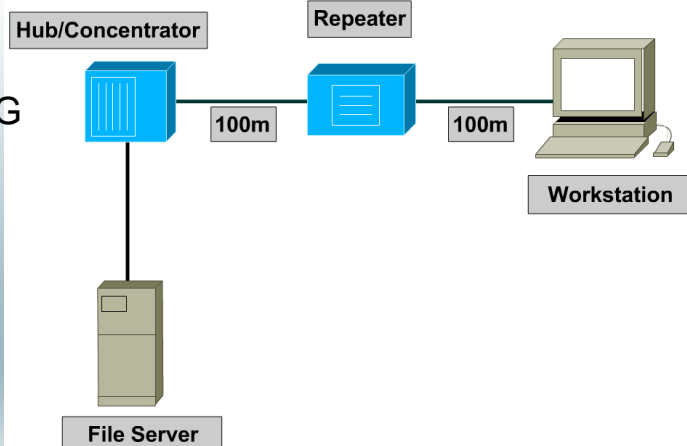 Repeater
Hub/Concentrator
G
100m
100m
Workstation
File Server